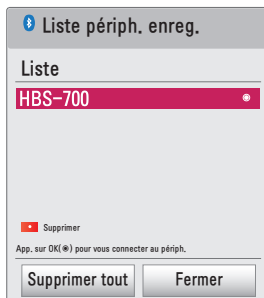 Liste périph. enreg.
Liste
HBS-700
Supprimer
App. sur OK(◉) pour vous connecter au périph.
Supprimer tout
Fermer